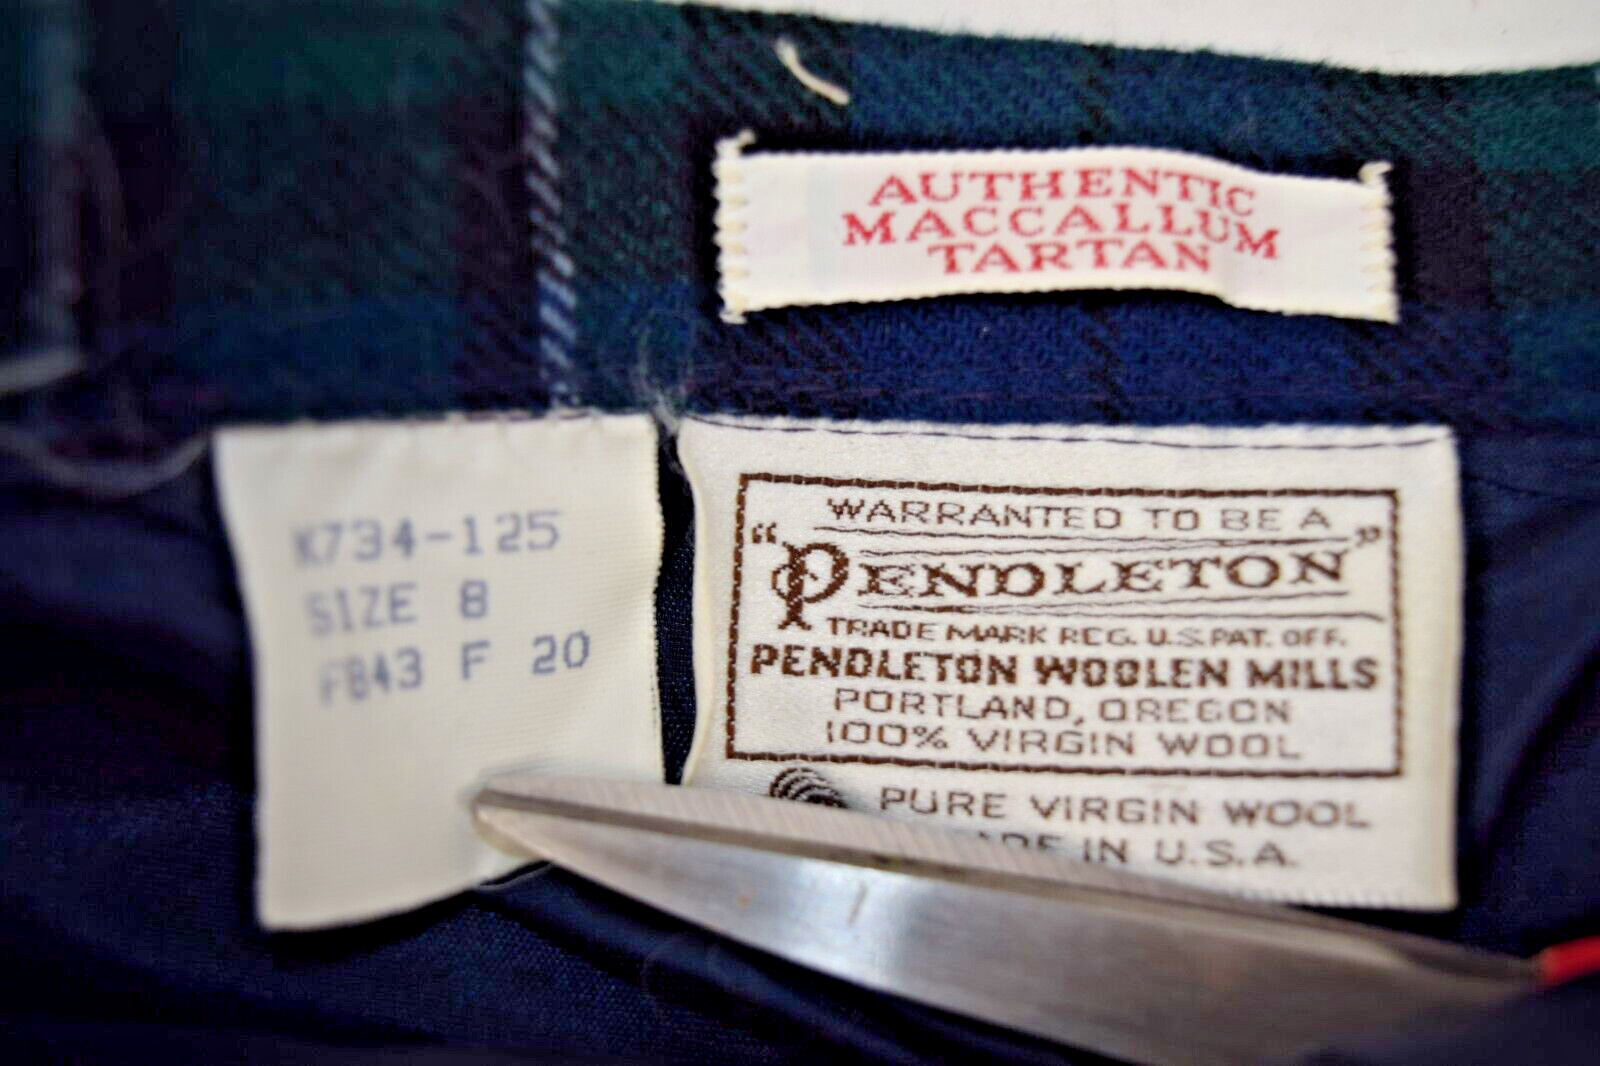 AUTHENTIC
MACCALLUM
TARTAN
K734-125
SIZE 8
F843 F 20
WARRANTED TO BE A
"PENDLETON"
TRADE MARK REG. U.S. PAT. OFF.
PENDLETON WOOLEN MILLS
PORTLAND, OREGON
100% VIRGIN WOOL
PURE VIRGIN WOOL
IN U.S.A.